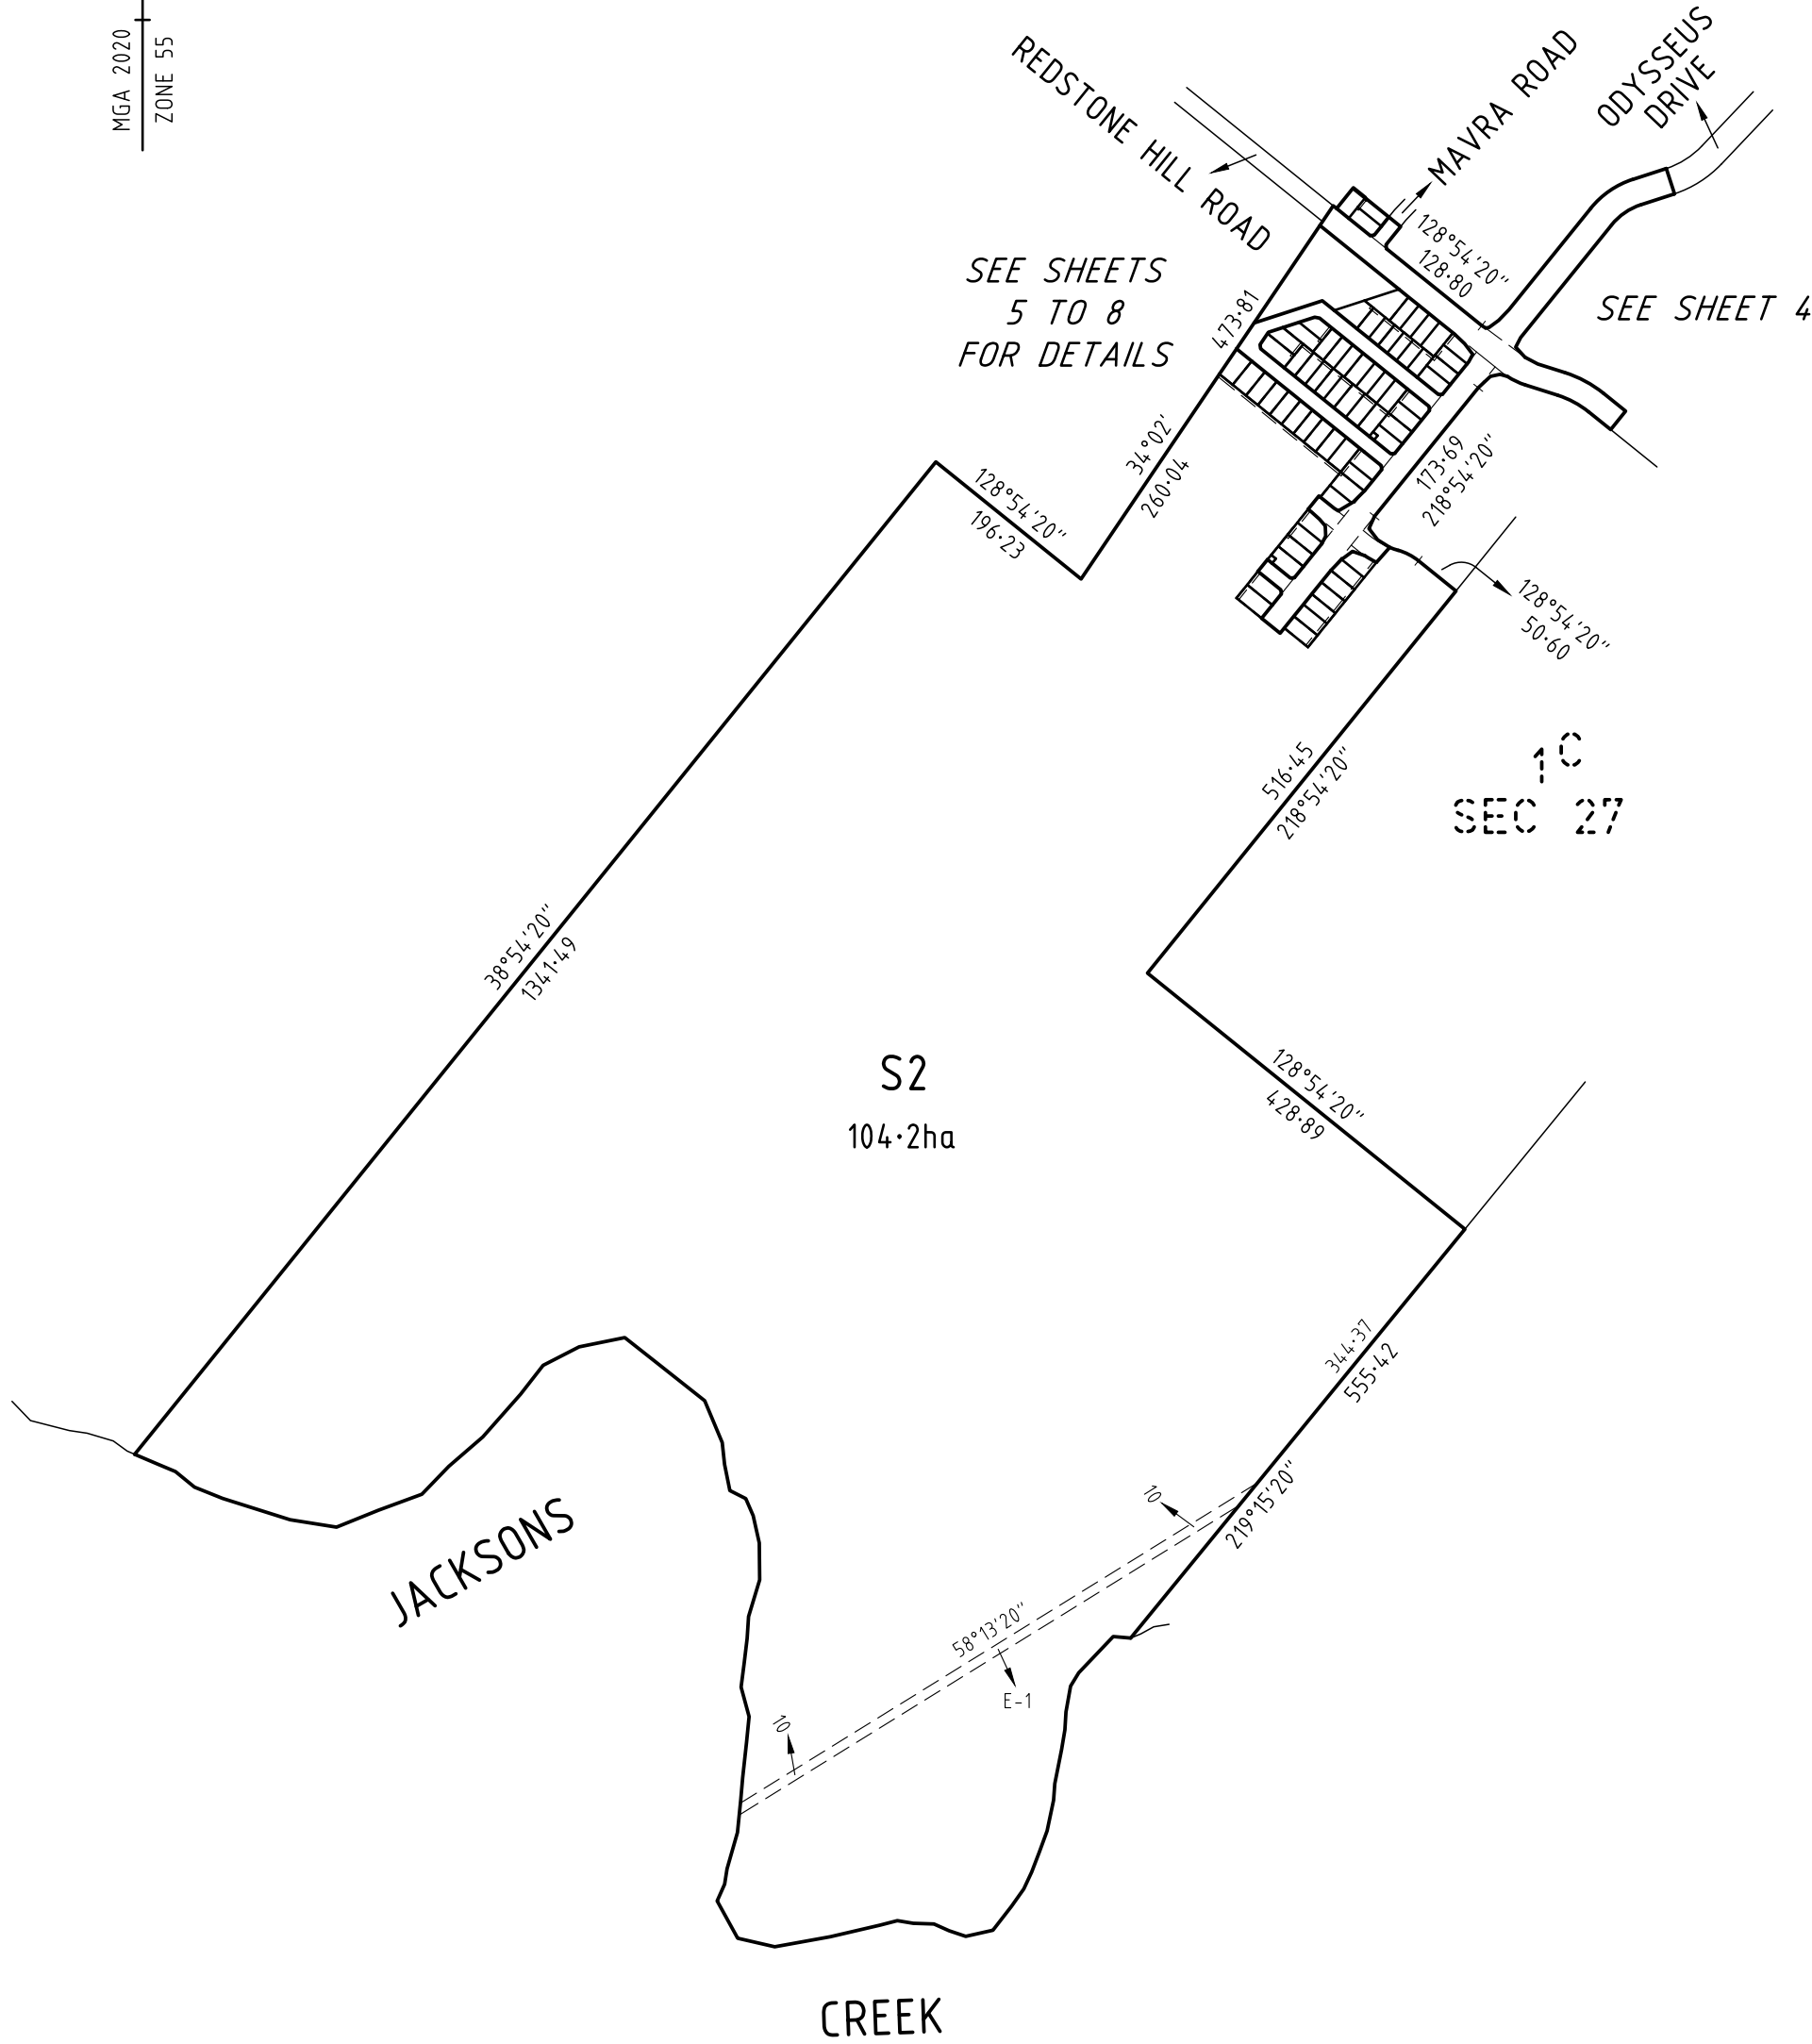 MGA 2020
ZONE 55
REDSTONE HILL ROAD
MAVRA ROAD
ODYSSEUS
DRIVE
128°54'20"
128·80
SEE SHEETS
5 TO 8
FOR DETAILS
SEE SHEET 4
473·81
34°02'
260·04
173·69
218°54'20"
128°54'20"
196·23
128°54'20"
50·60
516·45
218°54'20"
1C
SEC 27
38°54'20"
1341·49
S2
104·2ha
128°54'20"
428·89
344·37
555·42
219°15'20"
10
JACKSONS
58°13'20"
E-1
10
CREEK